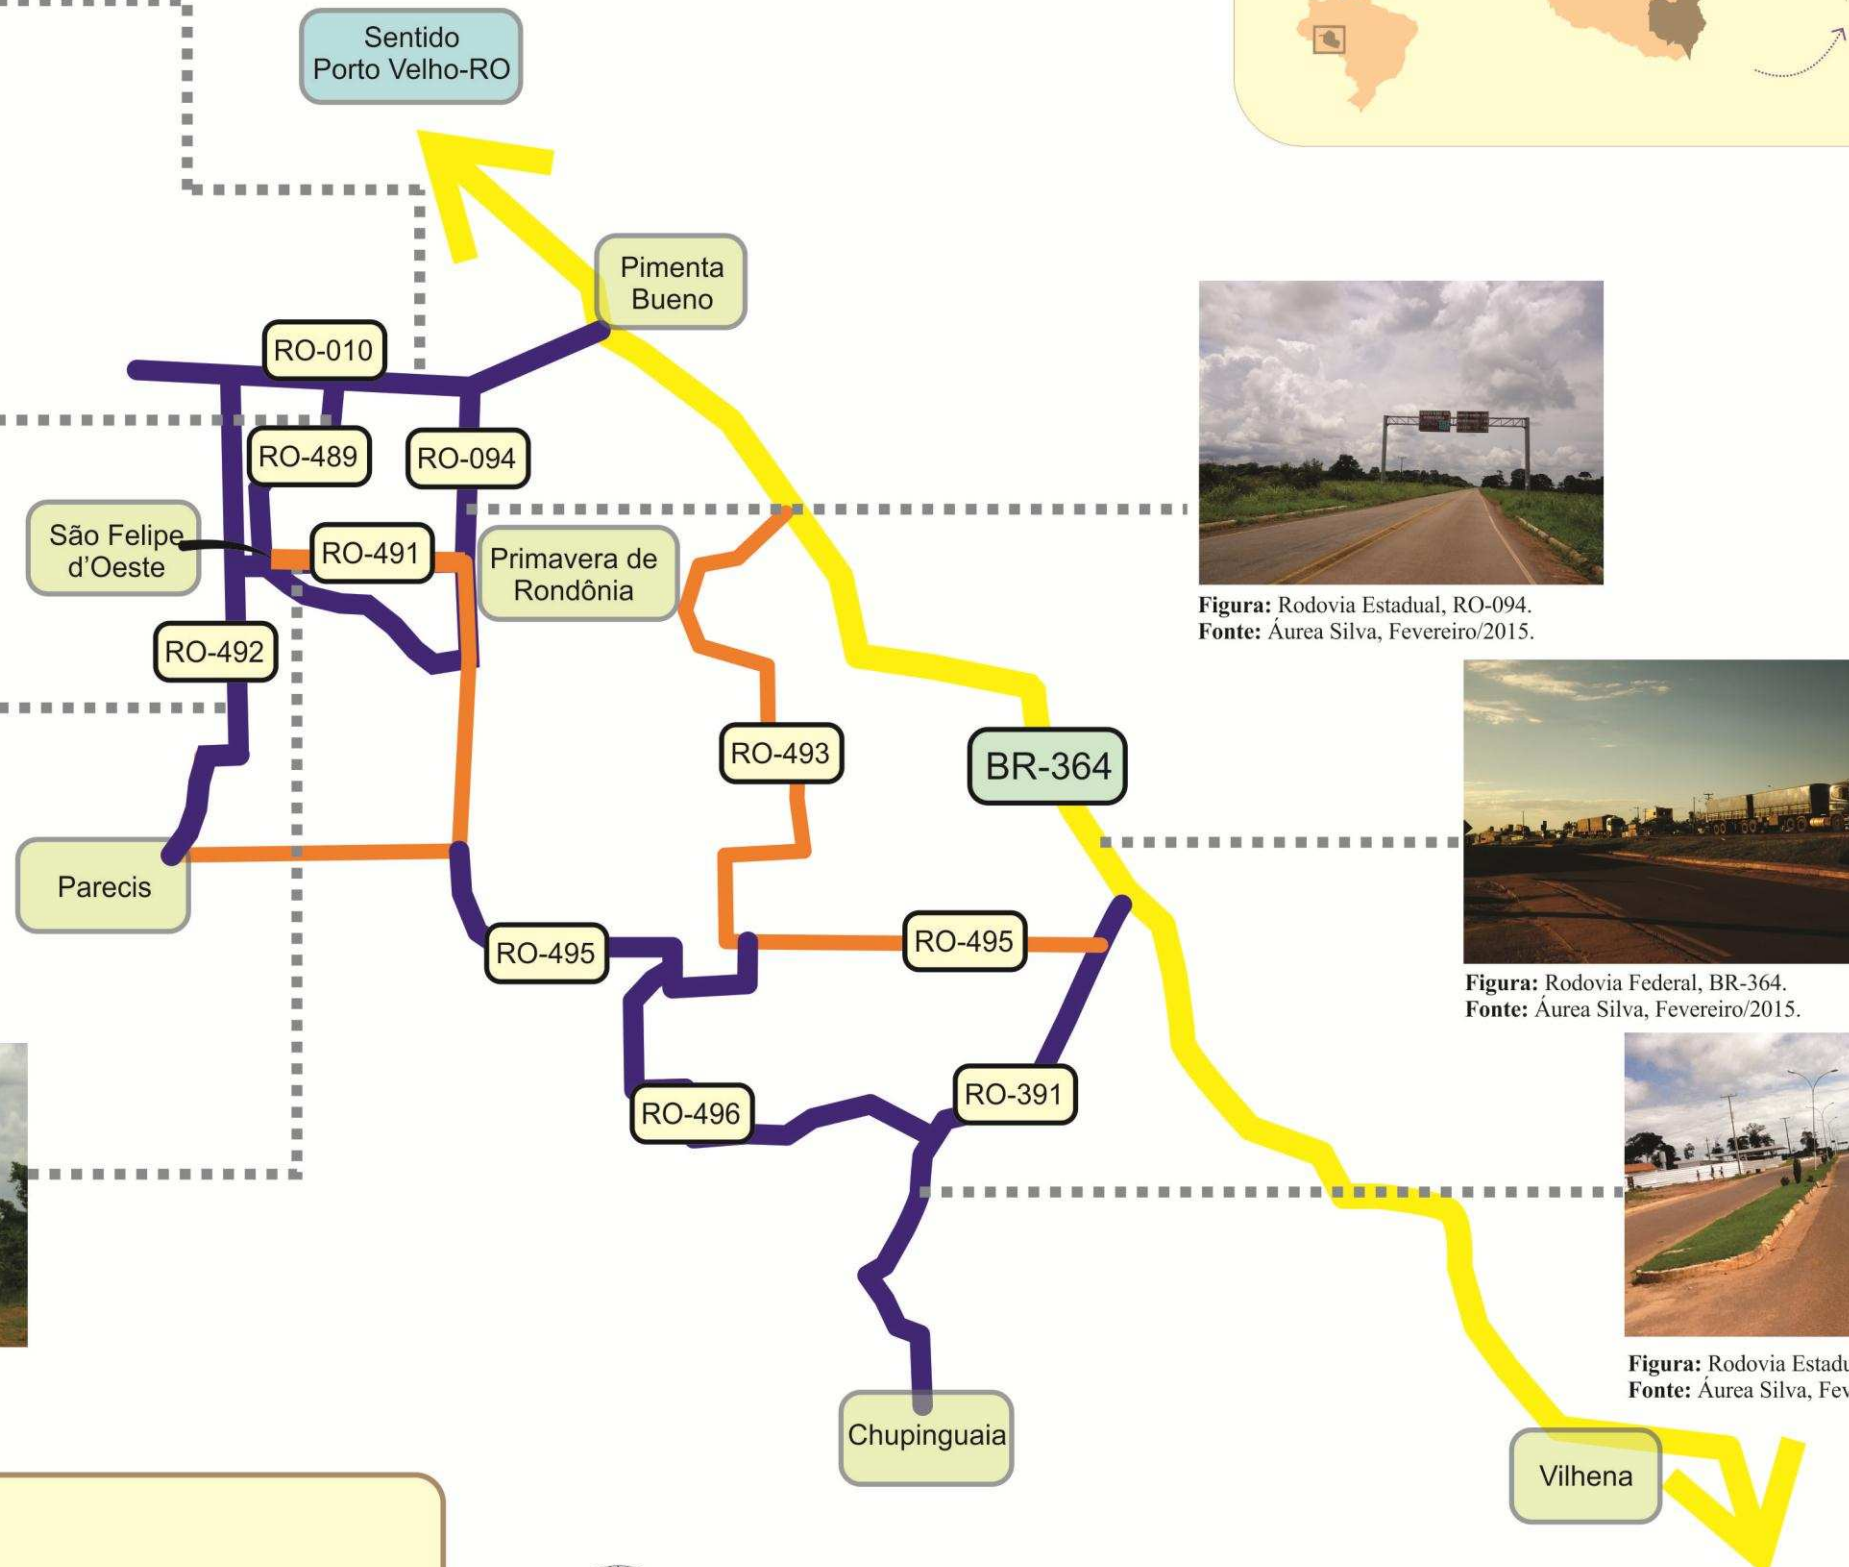 Sentido
Porto Velho-RO
Pimenta
Bueno
RO-010
RO-489
RO-094
São Felipe
d'Oeste
RO-491
Primavera de
Rondônia
RO-492
RO-493
BR-364
Parecis
RO-495
RO-495
RO-496
RO-391
Chupinguaia
Vilhena
Figura: Rodovia Estadual, RO-094.
Fonte: Áurea Silva, Fevereiro/2015.
Figura: Rodovia Federal, BR-364.
Fonte: Áurea Silva, Fevereiro/2015.
Figura: Rodovia Estadu
Fonte: Áurea Silva, Fev